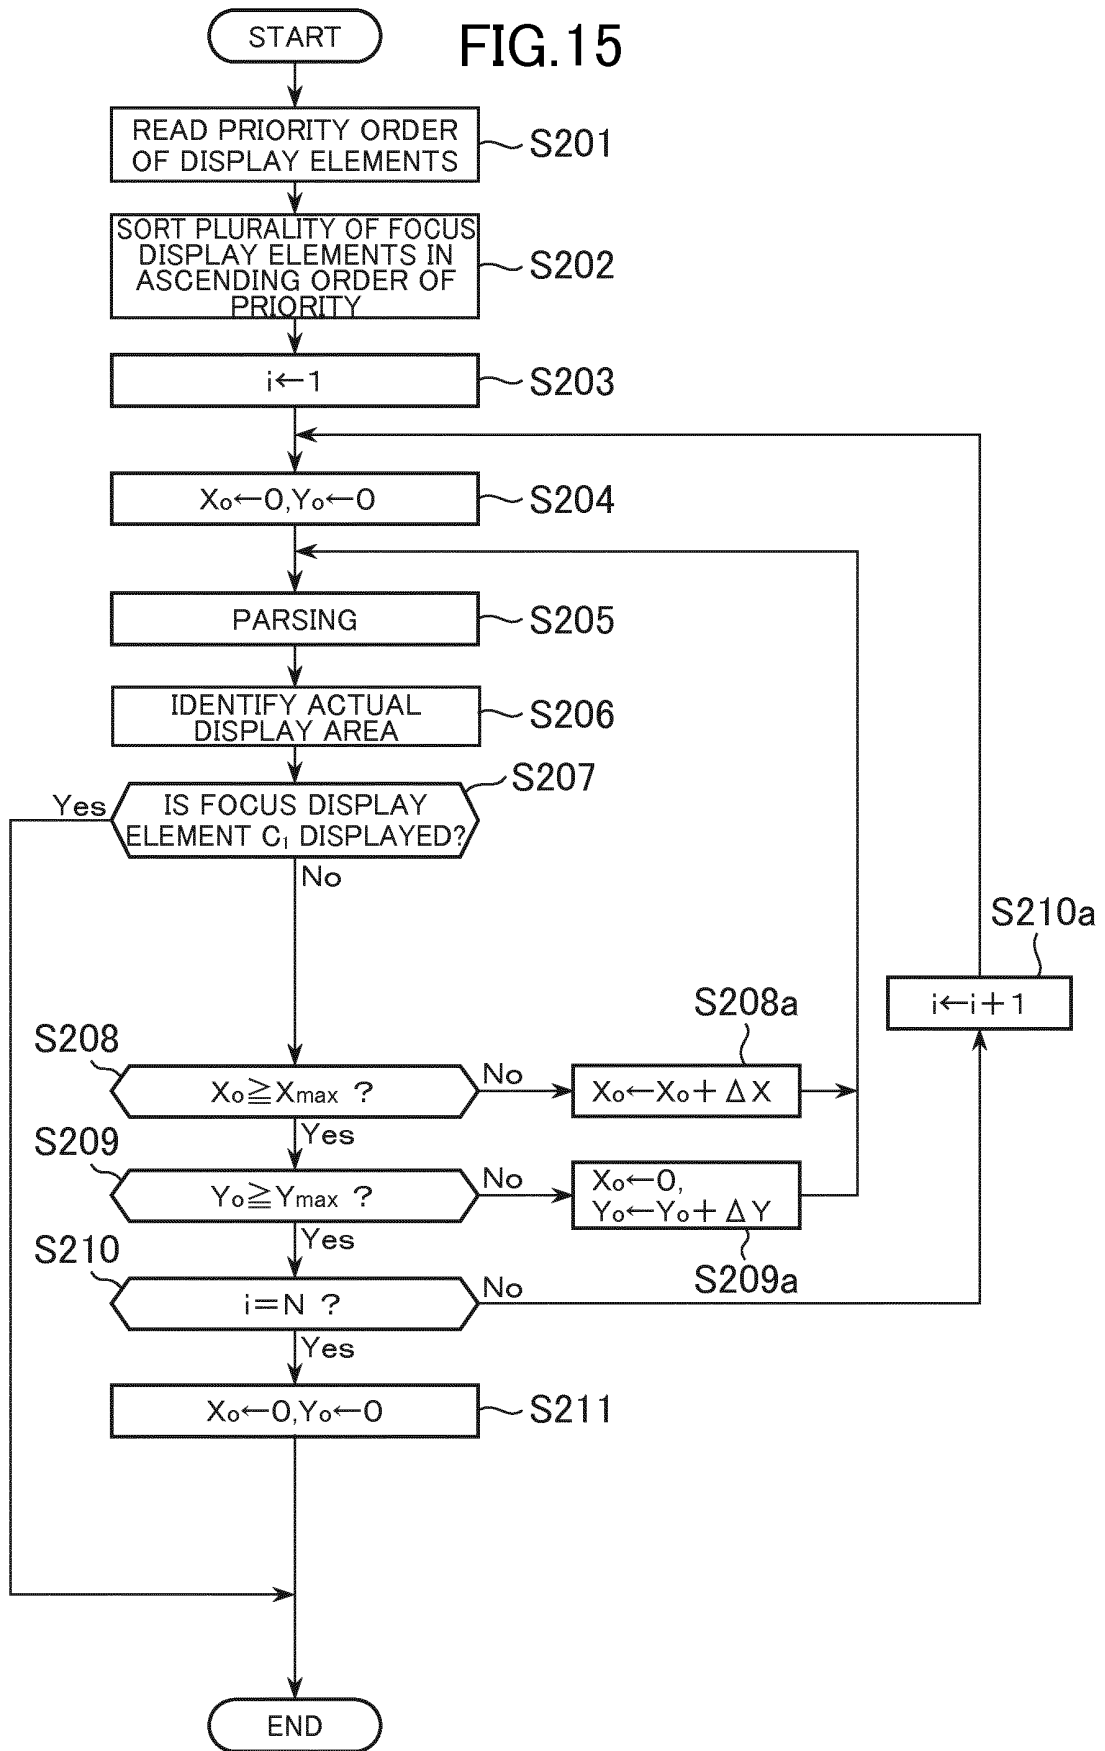 START
FIG.15
READ PRIORITY ORDER
OF DISPLAY ELEMENTS
S201
SORT PLURALITY OF FOCUS
DISPLAY ELEMENTS IN
ASCENDING ORDER OF
PRIORITY
S202
i←1
S203
X₀←0,Y₀←0
S204
PARSING
S205
IDENTIFY ACTUAL
DISPLAY AREA
S206
S207
IS FOCUS DISPLAY
ELEMENT Cᵢ DISPLAYED?
Yes
No
S210a
i←i+1
S208
X₀≧Xmax ?
No
S208a
X₀←X₀+ΔX
Yes
S209
Y₀≧Ymax ?
No
X₀←0,
Y₀←Y₀+ΔY
S209a
Yes
S210
i=N ?
No
Yes
X₀←0,Y₀←0
S211
END